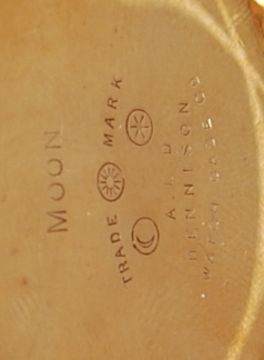 MOON
TRADE MARK
A.L.D
DENNISON
WATCH CASE CO